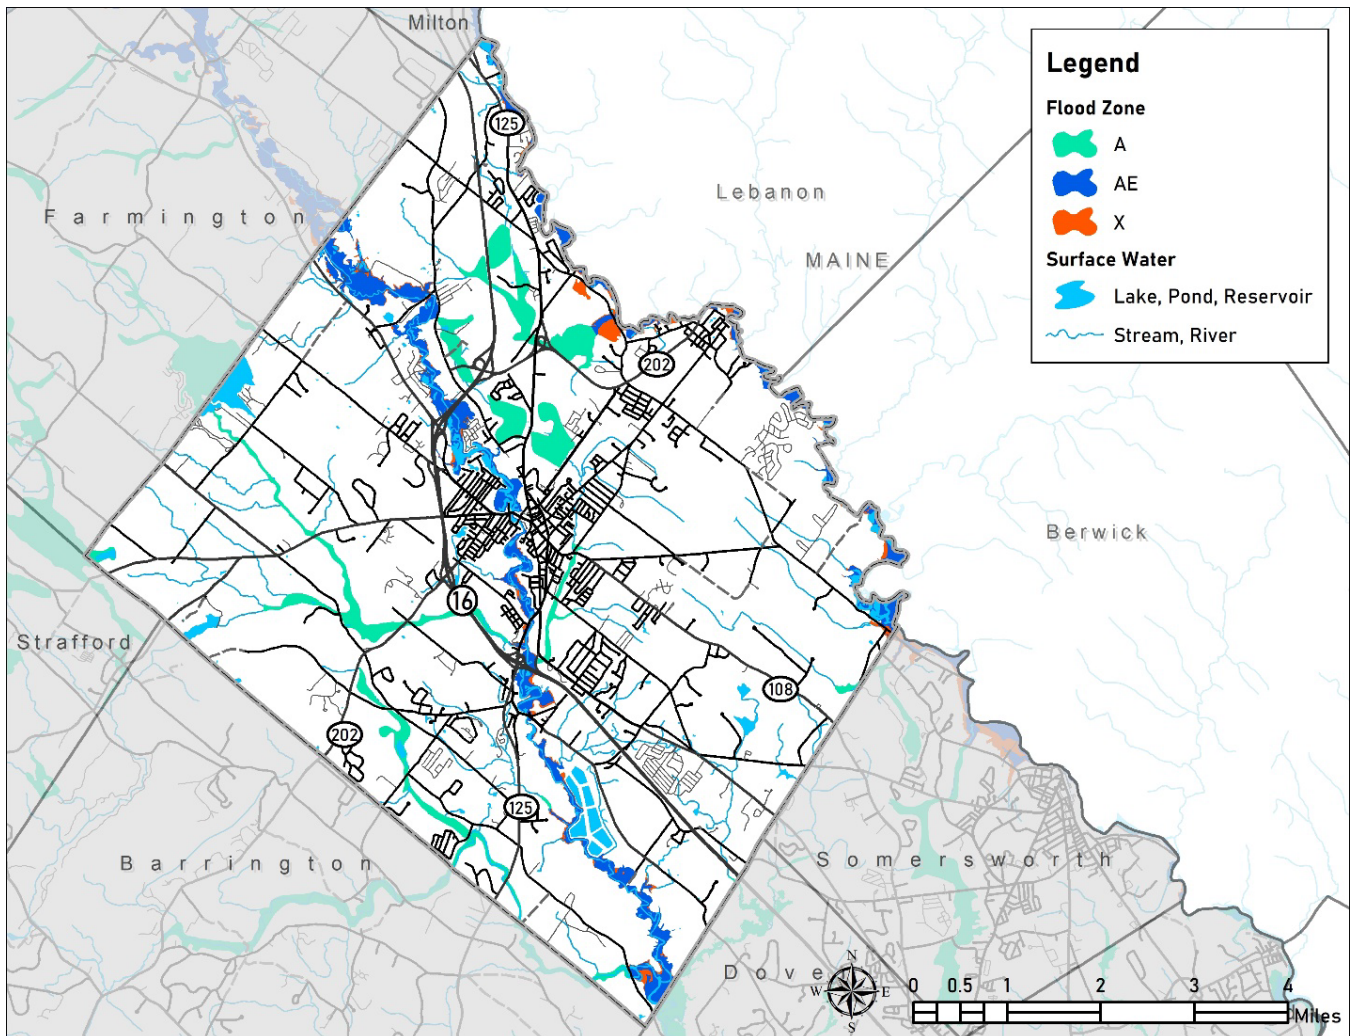 Milton
Legend
Flood Zone
A
AE
X
Surface Water
Lake, Pond, Reservoir
Stream, River
125
Lebanon
Farmington
MAINE
202
Berwick
16
Strafford
108
202
125
Barrington
Somersworth
Dove
N
W E
S
0 0.5 1 2 3 4
Miles